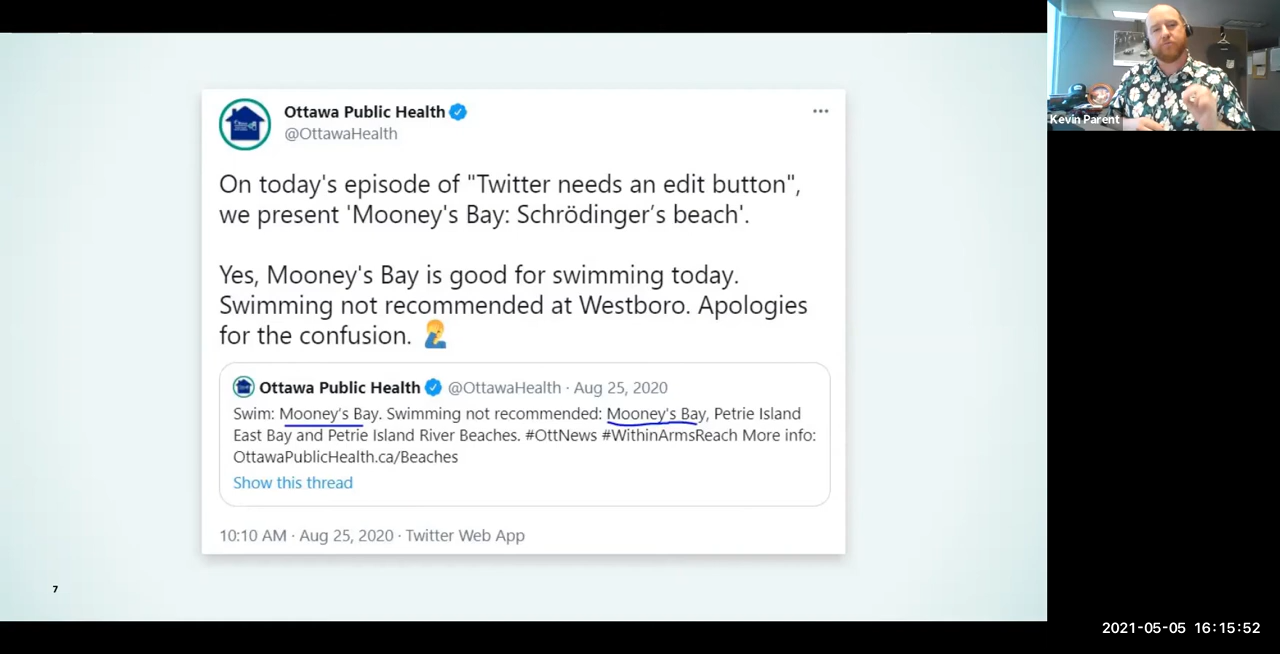 Ottawa Public Health
@OttawaHealth
On today's episode of "Twitter needs an edit button",
we present 'Mooney's Bay: Schrödinger’s beach'.
Yes, Mooney's Bay is good for swimming today.
Swimming not recommended at Westboro. Apologies
for the confusion.
Ottawa Public Health @OttawaHealth · Aug 25, 2020
Swim: Mooney’s Bay. Swimming not recommended: Mooney’s Bay, Petrie Island
East Bay and Petrie Island River Beaches. #OttNews #WithinArmsReach More info:
OttawaPublicHealth.ca/Beaches
Show this thread
10:10 AM · Aug 25, 2020 · Twitter Web App
7
Kevin Parent
2021-05-05 16:15:52